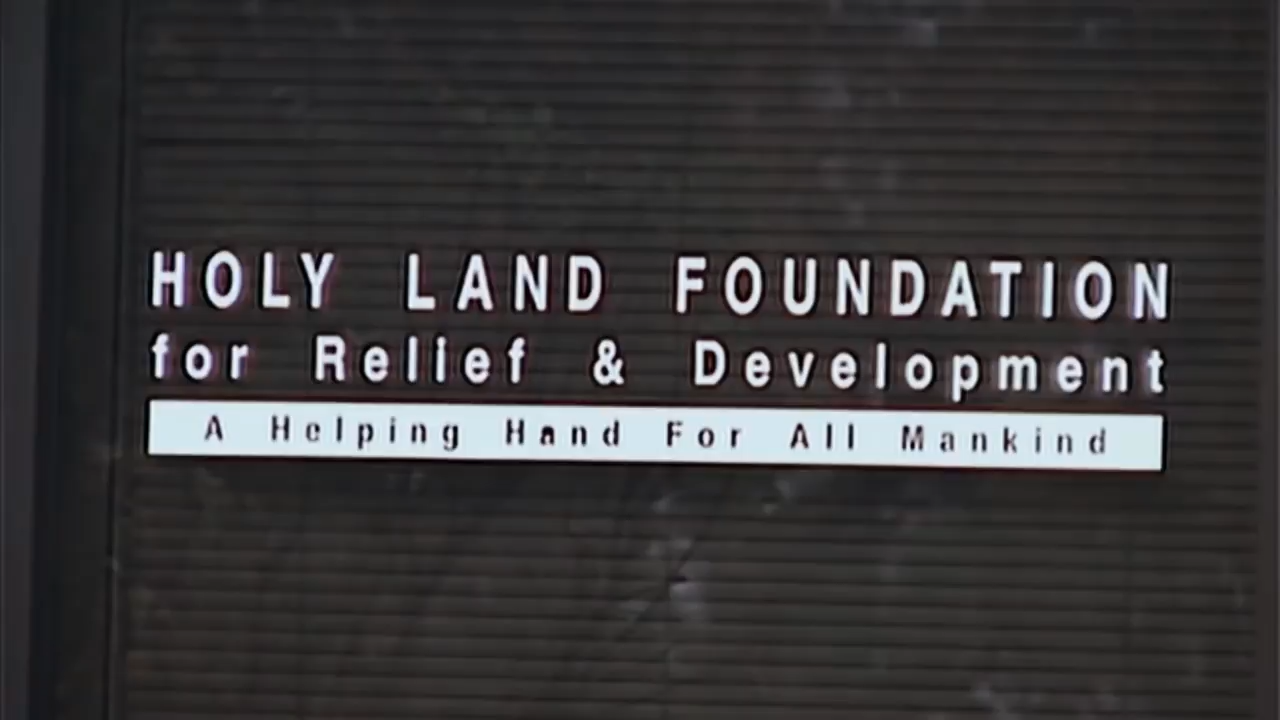 HOLY LAND FOUNDATION
for Relief & Development
A Helping Hand For All Mankind